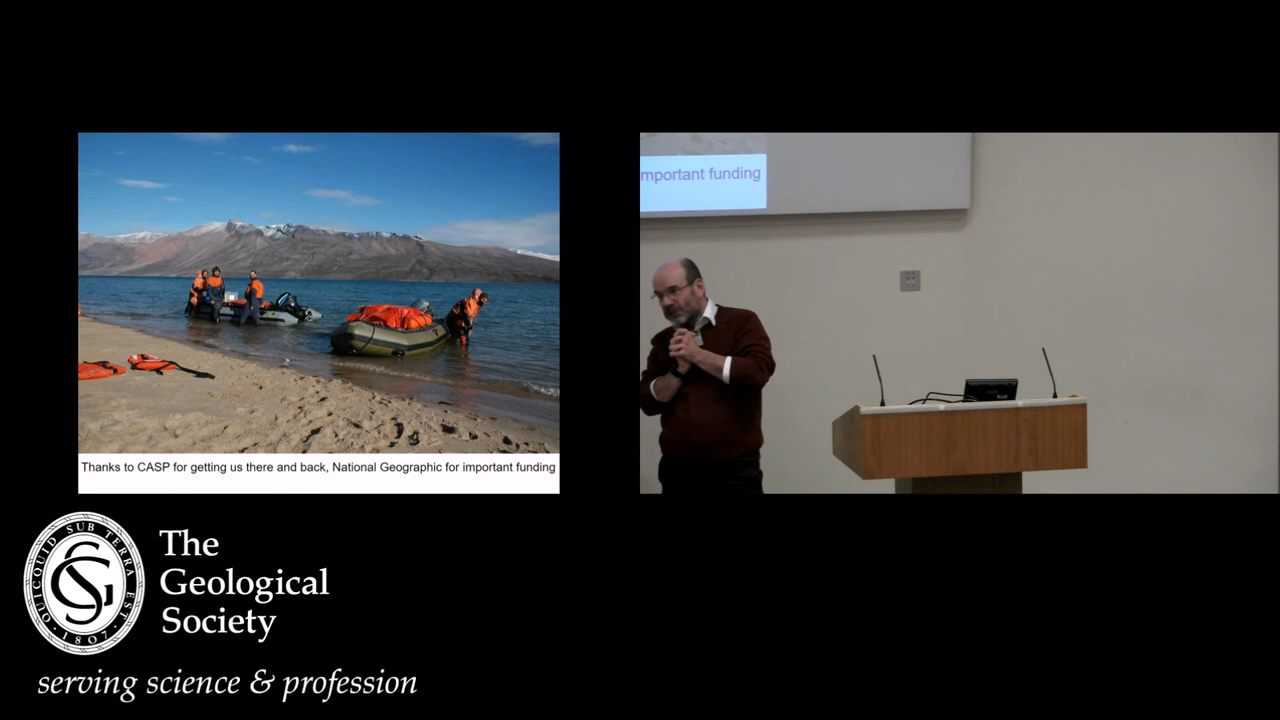 important funding
Thanks to CASP for getting us there and back, National Geographic for important funding
QUICQUID SUB TERRA EST
1807
The
Geological
Society
serving science & profession